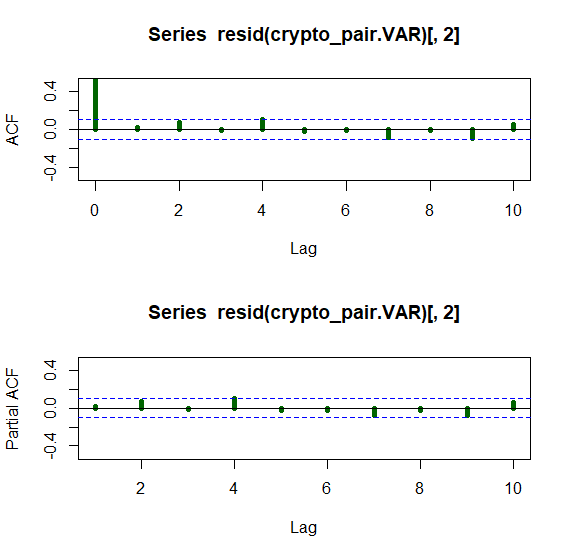 Series resid(crypto_pair.VAR)[, 2]
ACF
-0.4 0.0 0.4
0 2 4 6 8 10
Lag
Series resid(crypto_pair.VAR)[, 2]
Partial ACF
-0.4 0.0 0.4
2 4 6 8 10
Lag